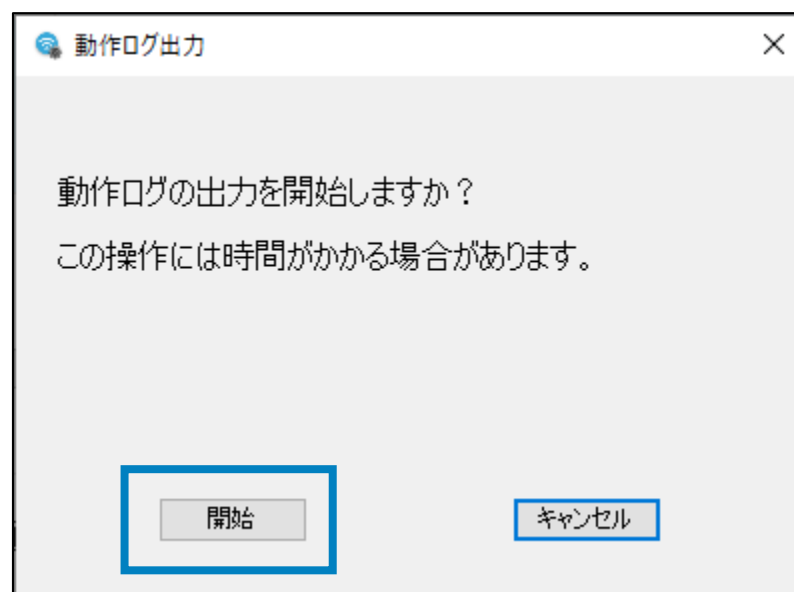 動作ログ出力
動作ログの出力を開始しますか？
この操作には時間がかかる場合があります。
開始
キャンセル